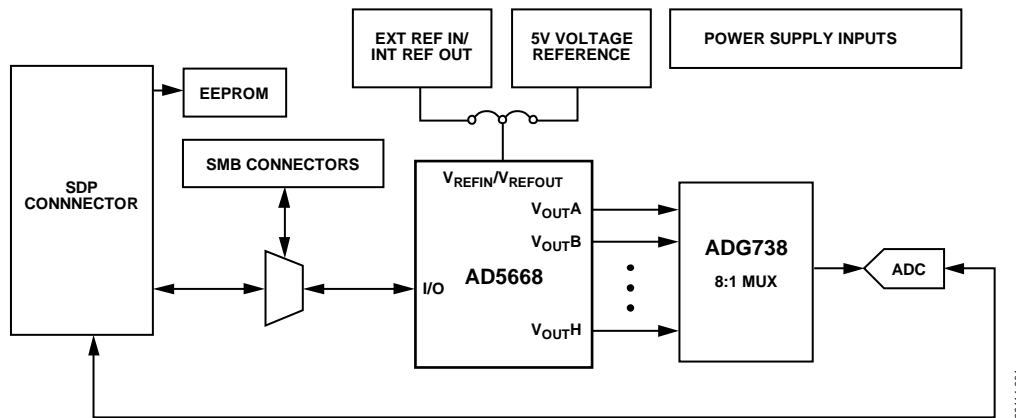 EXT REF IN/
INT REF OUT
5V VOLTAGE
REFERENCE
POWER SUPPLY INPUTS
EEPROM
SMB CONNECTORS
SDP
CONNNECTOR
VREFIN/VREFOUT
VOUTA
VOUTB
I/O
AD5668
VOUTH
ADG738
8:1 MUX
ADC